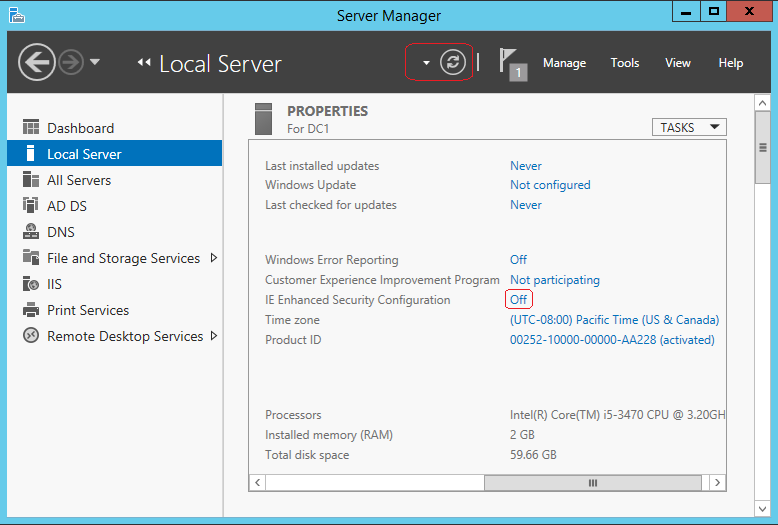 Server Manager
Local Server
1
Manage Tools View Help
Dashboard
Local Server
All Servers
AD DS
DNS
File and Storage Services
IIS
Print Services
Remote Desktop Services
PROPERTIES
For DC1
TASKS
Last installed updates Never
Windows Update Not configured
Last checked for updates Never
Windows Error Reporting Off
Customer Experience Improvement Program Not participating
IE Enhanced Security Configuration Off
Time zone (UTC-08:00) Pacific Time (US & Canada)
Product ID 00252-10000-00000-AA228 (activated)
Processors Intel(R) Core(TM) i5-3470 CPU @ 3.20GH
Installed memory (RAM) 2 GB
Total disk space 59.66 GB